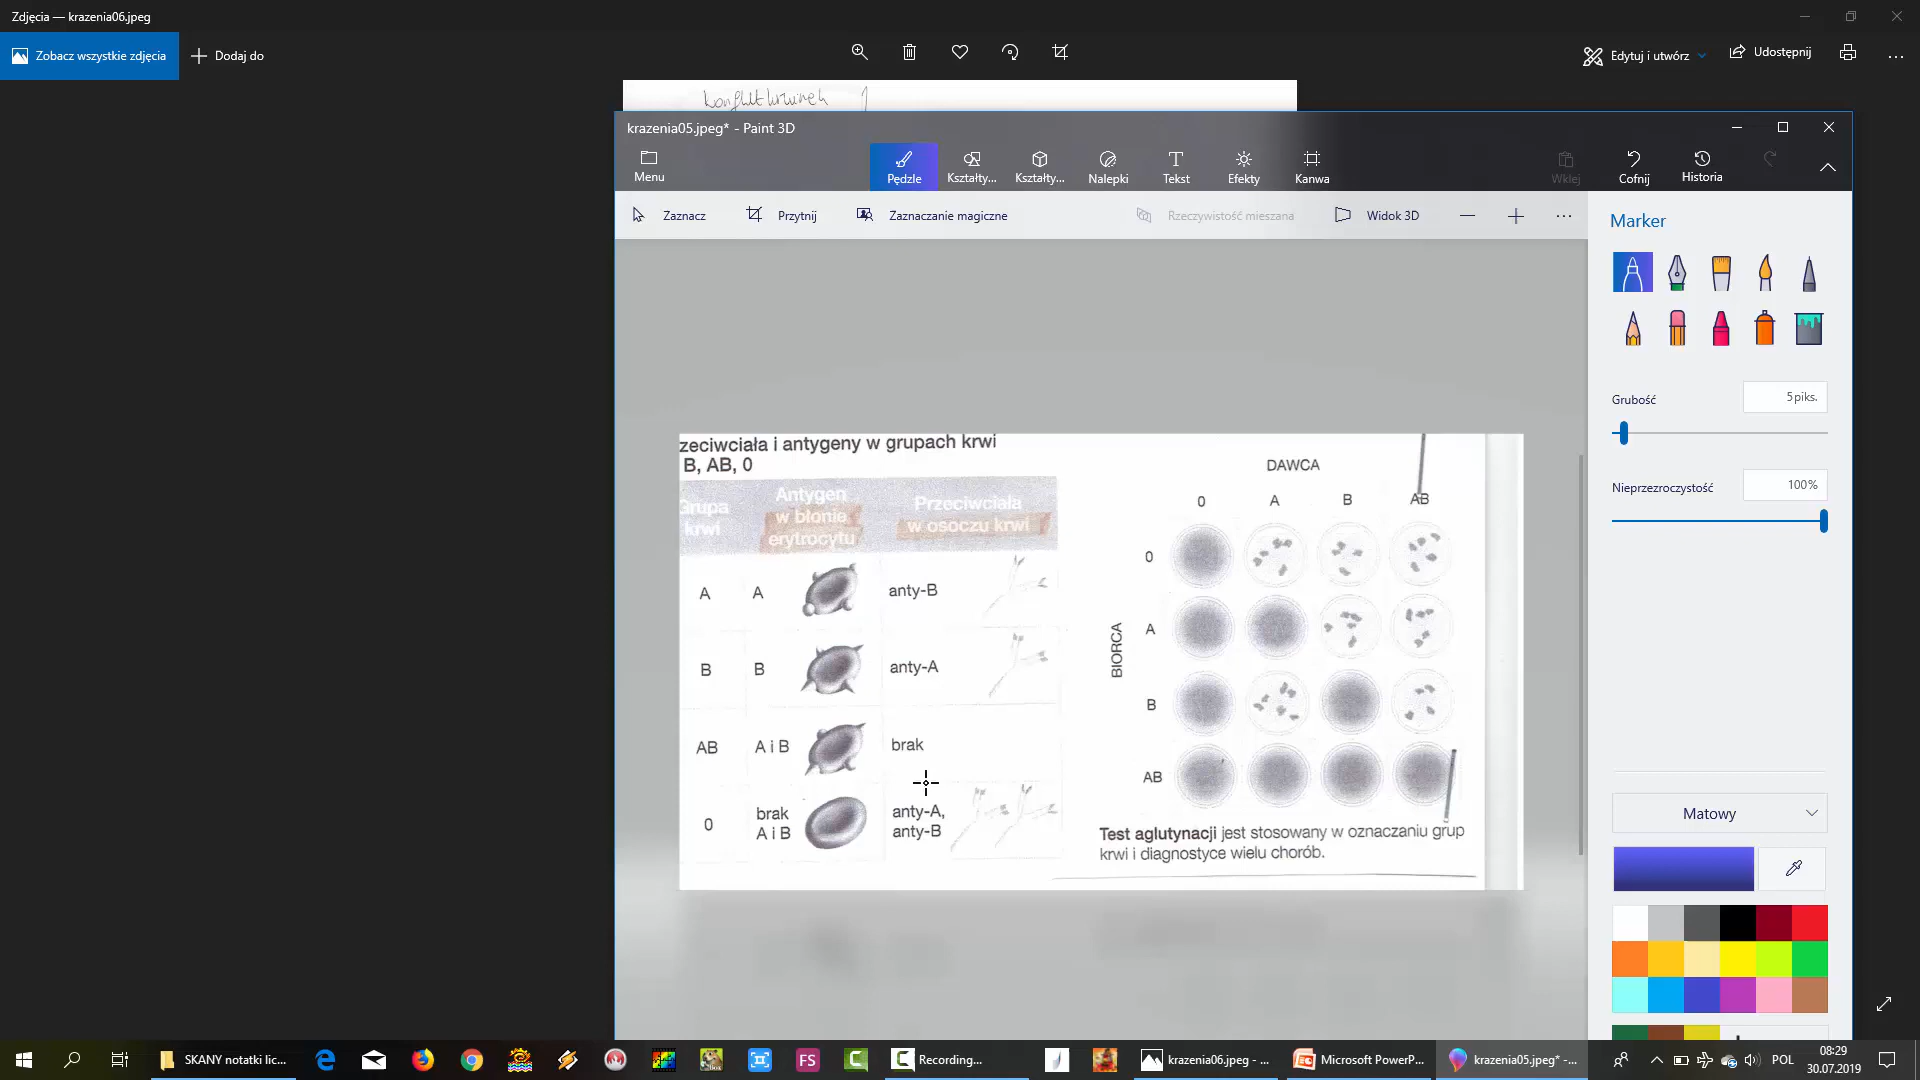 Zdjęcia — krazenia06.jpeg
Zobacz wszystkie zdjęcia
Dodaj do
Edytuj i utwórz
Udostępnij
Konflikt
krazenia05.jpeg* - Paint 3D
Menu
Pędzle
Kształty...
Kształty...
Nalepki
Tekst
Efekty
Kanwa
Wklej
Cofnij
Historia
Zaznacz
Przytnij
Zaznaczanie magiczne
Rzeczywistość mieszana
Widok 3D
Marker
Grubość
5piks.
Nieprzezroczystość
100%
Matowy
zeciwciała i antygeny w grupach krwi
B, AB, 0
Grupa krwi
Antygen w błonie erytrocytu
Przeciwciała w osoczu krwi
A A anty-B
B B anty-A
AB A i B brak
0 brak A i B anty-A, anty-B
DAWCA
0 A B AB
BIORCA
0
A
B
AB
Test aglutynacji jest stosowany w oznaczaniu grup
krwi i diagnostyce wielu chorób.
SKANY notatki lic...
FS
Recording...
krazenia06.jpeg - ...
Microsoft PowerP...
krazenia05.jpeg* -...
POL
08:29
30.07.2019